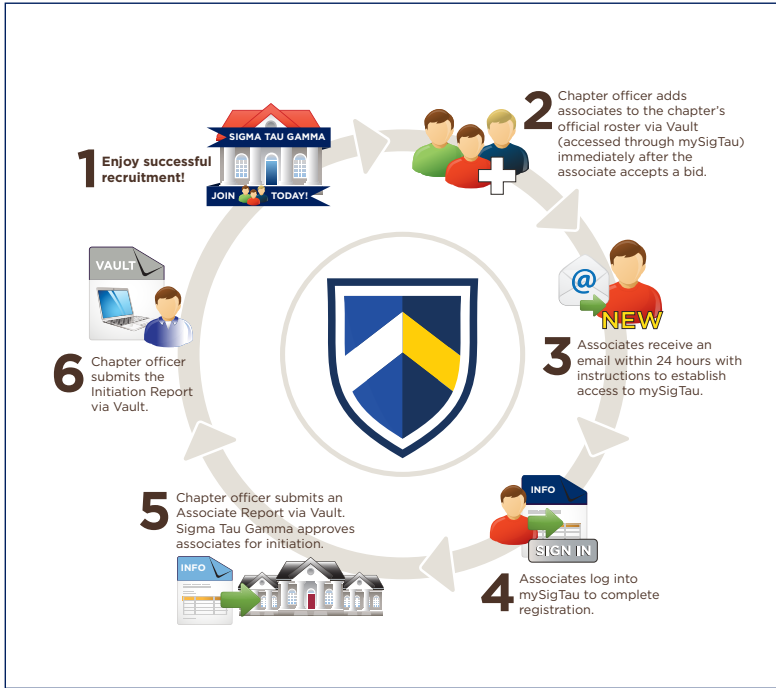 SIGMA TAU GAMMA
JOIN TODAY!
1 Enjoy successful
recruitment!
2 Chapter officer adds
associates to the chapter's
official roster via Vault
(accessed through mySigTau)
immediately after the
associate accepts a bid.
@
NEW
3 Associates receive an
email within 24 hours with
instructions to establish
access to mySigTau.
INFO
SIGN IN
4 Associates log into
mySigTau to complete
registration.
5 Chapter officer submits an
Associate Report via Vault.
Sigma Tau Gamma approves
associates for initiation.
INFO
VAULT
6 Chapter officer
submits the
Initiation Report
via Vault.